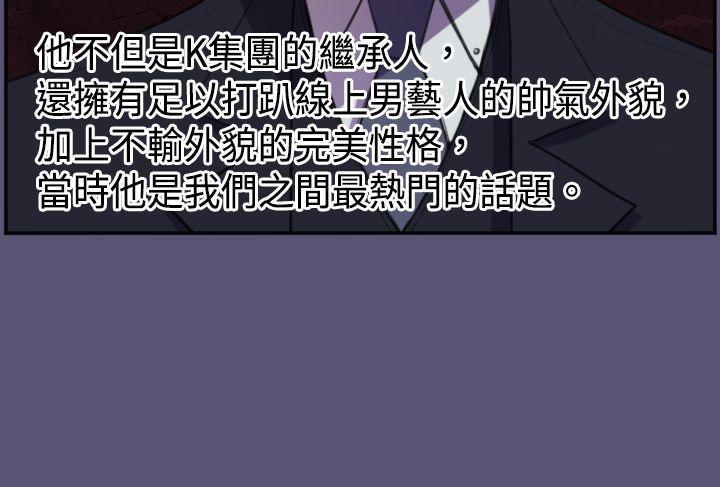 他不但是K集團的繼承人，
還擁有足以打趴線上男藝人的帥氣外貌，
加上不輸外貌的完美性格，
當時他是我們之間最熱門的話題。